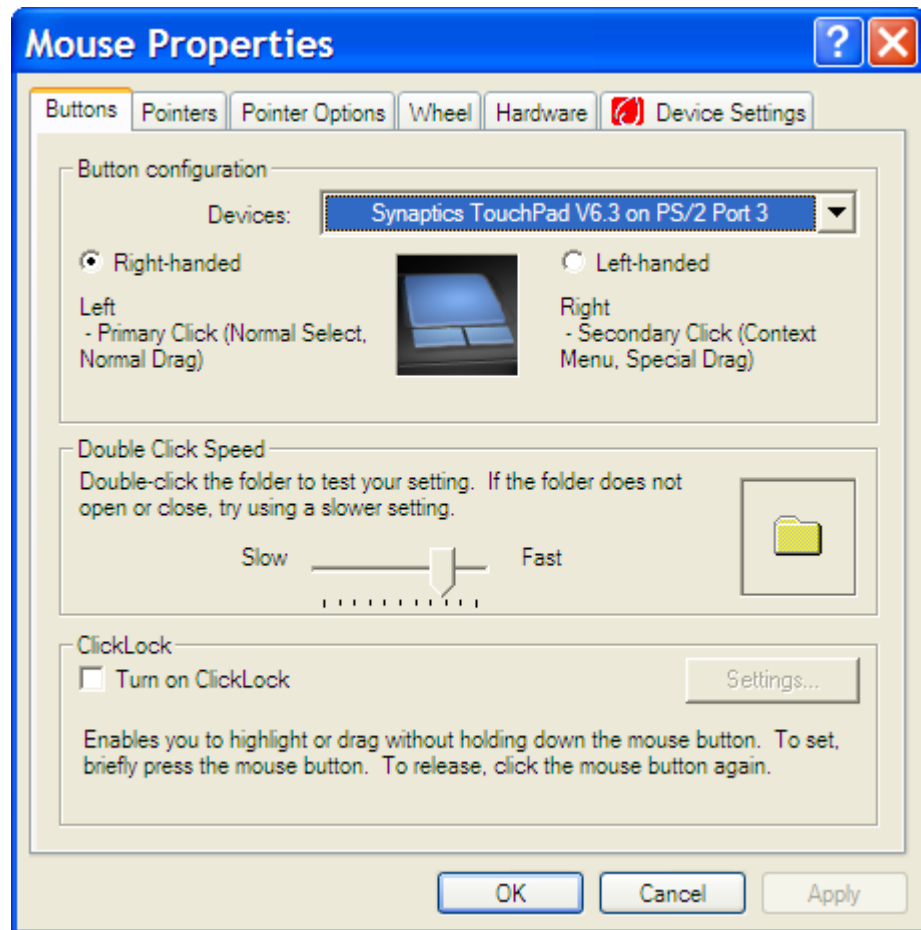 Mouse Properties
Buttons Pointers Pointer Options Wheel Hardware Device Settings
Button configuration
Devices: Synaptics TouchPad V6.3 on PS/2 Port 3
Right-handed
Left
- Primary Click (Normal Select,
Normal Drag)
Left-handed
Right
- Secondary Click (Context
Menu, Special Drag)
Double Click Speed
Double-click the folder to test your setting. If the folder does not
open or close, try using a slower setting.
Slow Fast
ClickLock
Turn on ClickLock Settings...
Enables you to highlight or drag without holding down the mouse button. To set,
briefly press the mouse button. To release, click the mouse button again.
OK Cancel Apply